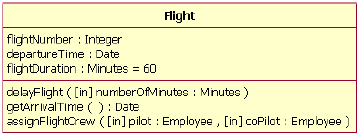 Flight
flightNumber : Integer
departureTime : Date
flightDuration : Minutes = 60
delayFlight ( [in] numberOfMinutes : Minutes )
getArrivalTime ( ) : Date
assignFlightCrew ( [in] pilot : Employee , [in] coPilot : Employee )